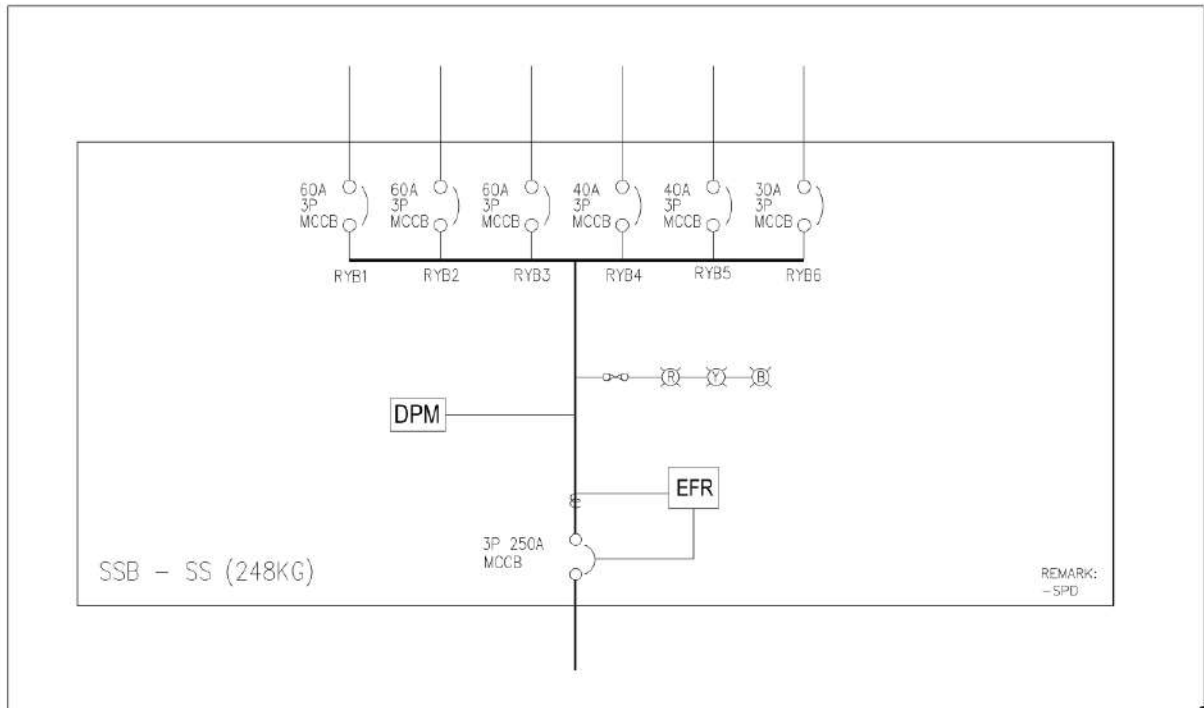 60A
3P
MCCB
60A
3P
MCCB
60A
3P
MCCB
40A
3P
MCCB
40A
3P
MCCB
30A
3P
MCCB
RYB1
RYB2
RYB3
RYB4
RYB5
RYB6
R
Y
B
DPM
EFR
3P 250A
MCCB
SSB - SS (248KG)
REMARK:
-SPD